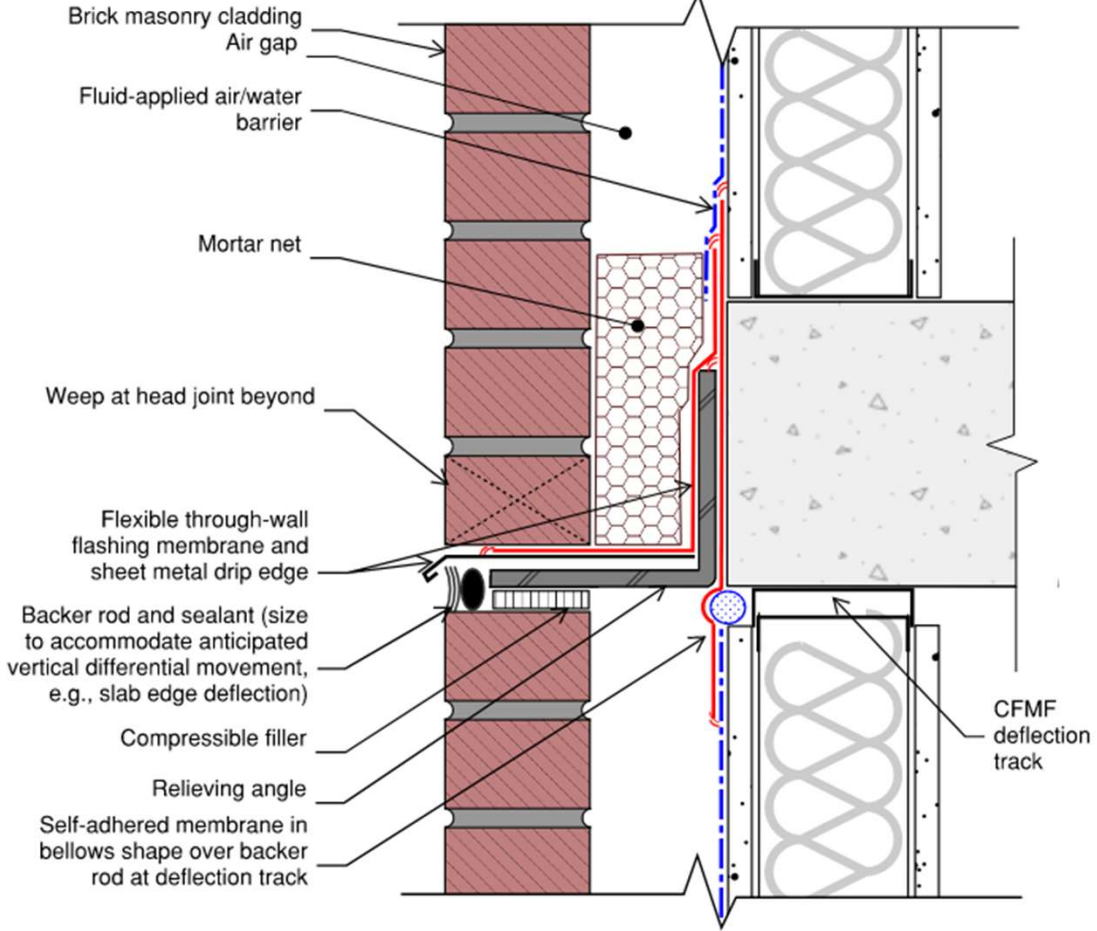 Brick masonry cladding
Air gap
Fluid-applied air/water
barrier
Mortar net
Weep at head joint beyond
Flexible through-wall
flashing membrane and
sheet metal drip edge
Backer rod and sealant (size
to accommodate anticipated
vertical differential movement,
e.g., slab edge deflection)
Compressible filler
Relieving angle
Self-adhered membrane in
bellows shape over backer
rod at deflection track
CFMF
deflection
track